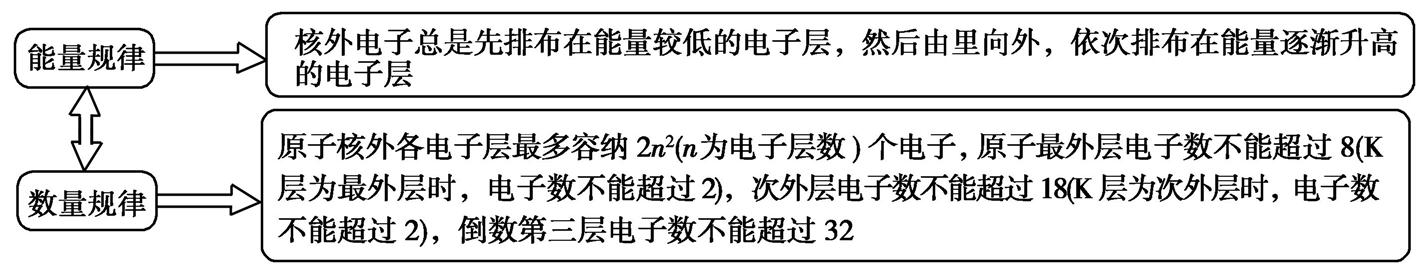 能量规律
核外电子总是先排布在能量较低的电子层，然后由里向外，依次排布在能量逐渐升高
的电子层
数量规律
原子核外各电子层最多容纳 2n²(n为电子层数)个电子，原子最外层电子数不能超过 8(K
层为最外层时，电子数不能超过 2)，次外层电子数不能超过 18(K 层为次外层时，电子数
不能超过 2)，倒数第三层电子数不能超过 32